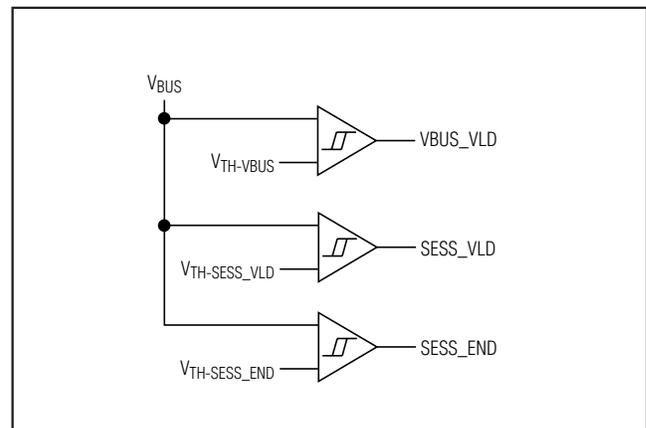 VBUS
VBUS_VLD
VTH-VBUS
SESS_VLD
VTH-SESS_VLD
SESS_END
VTH-SESS_END